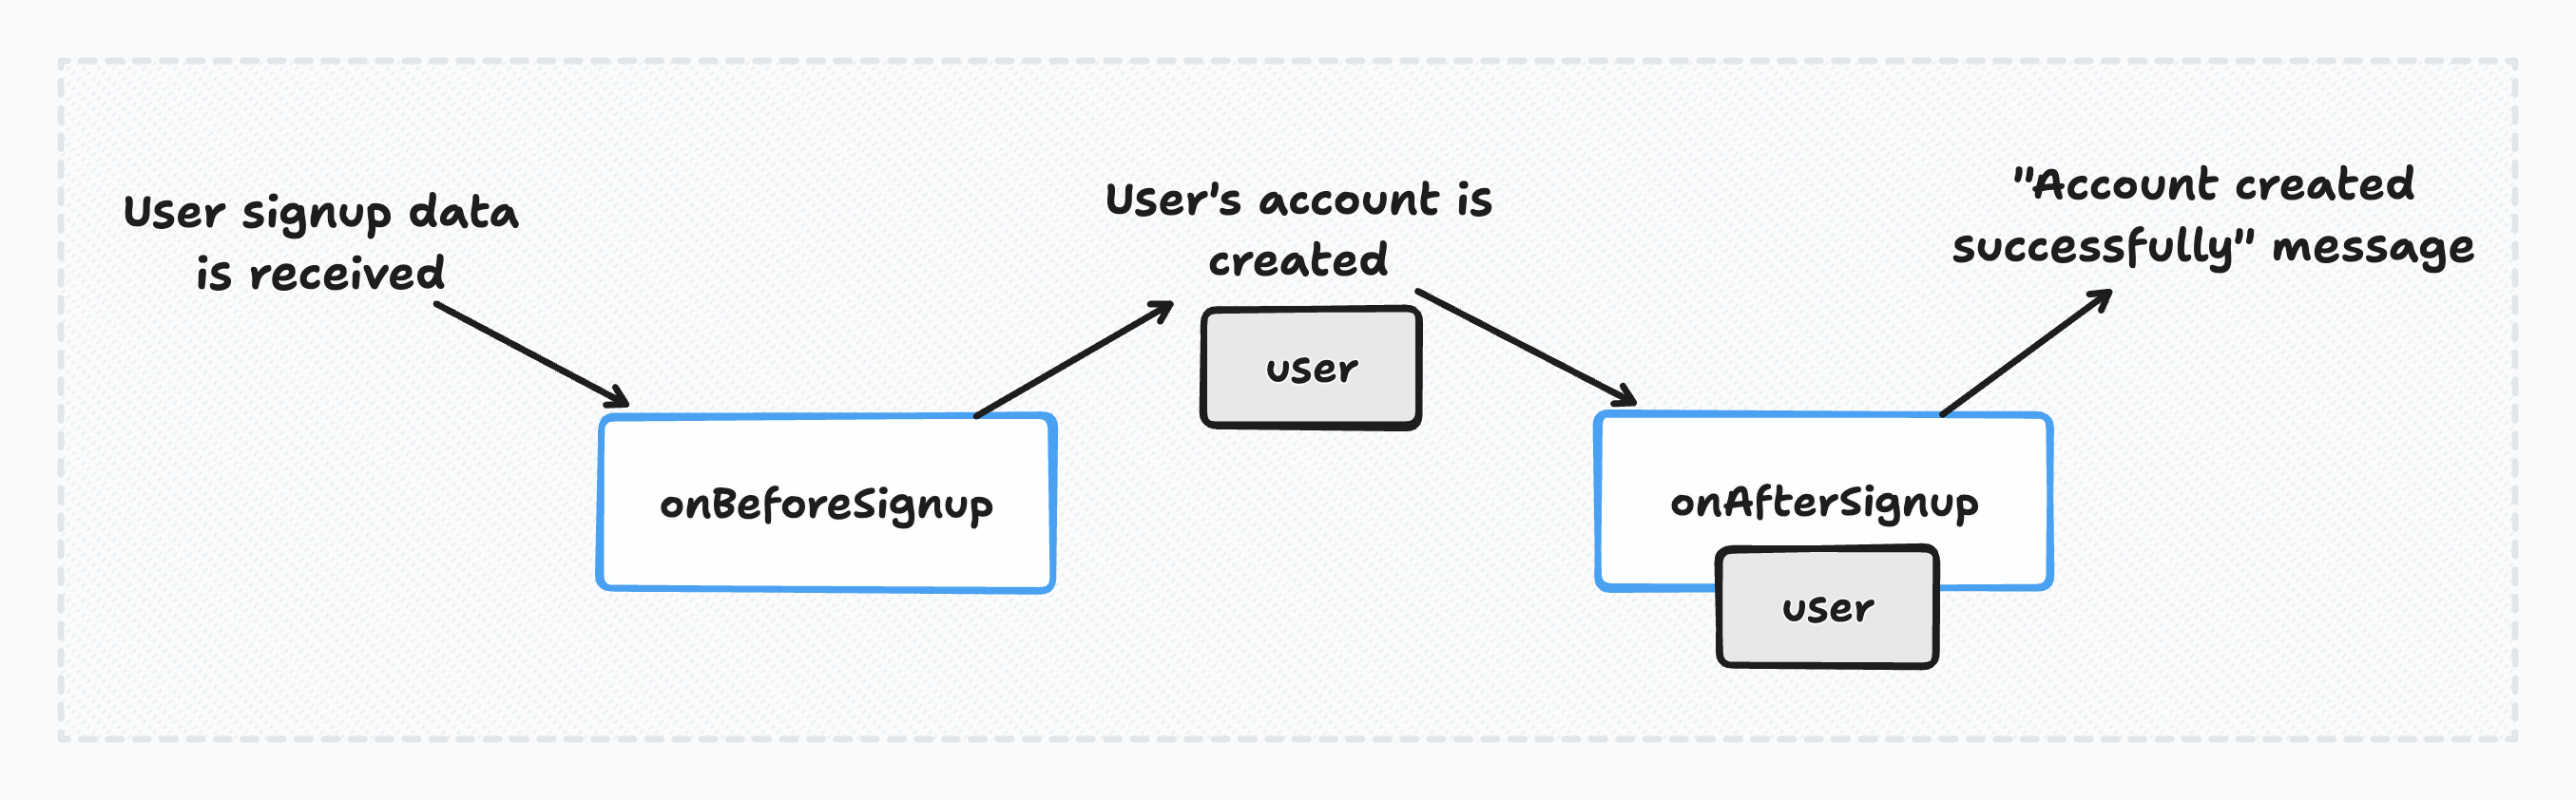 User signup data
is received
onBeforeSignup
User's account is
created
user
onAfterSignup
user
"Account created
successfully" message